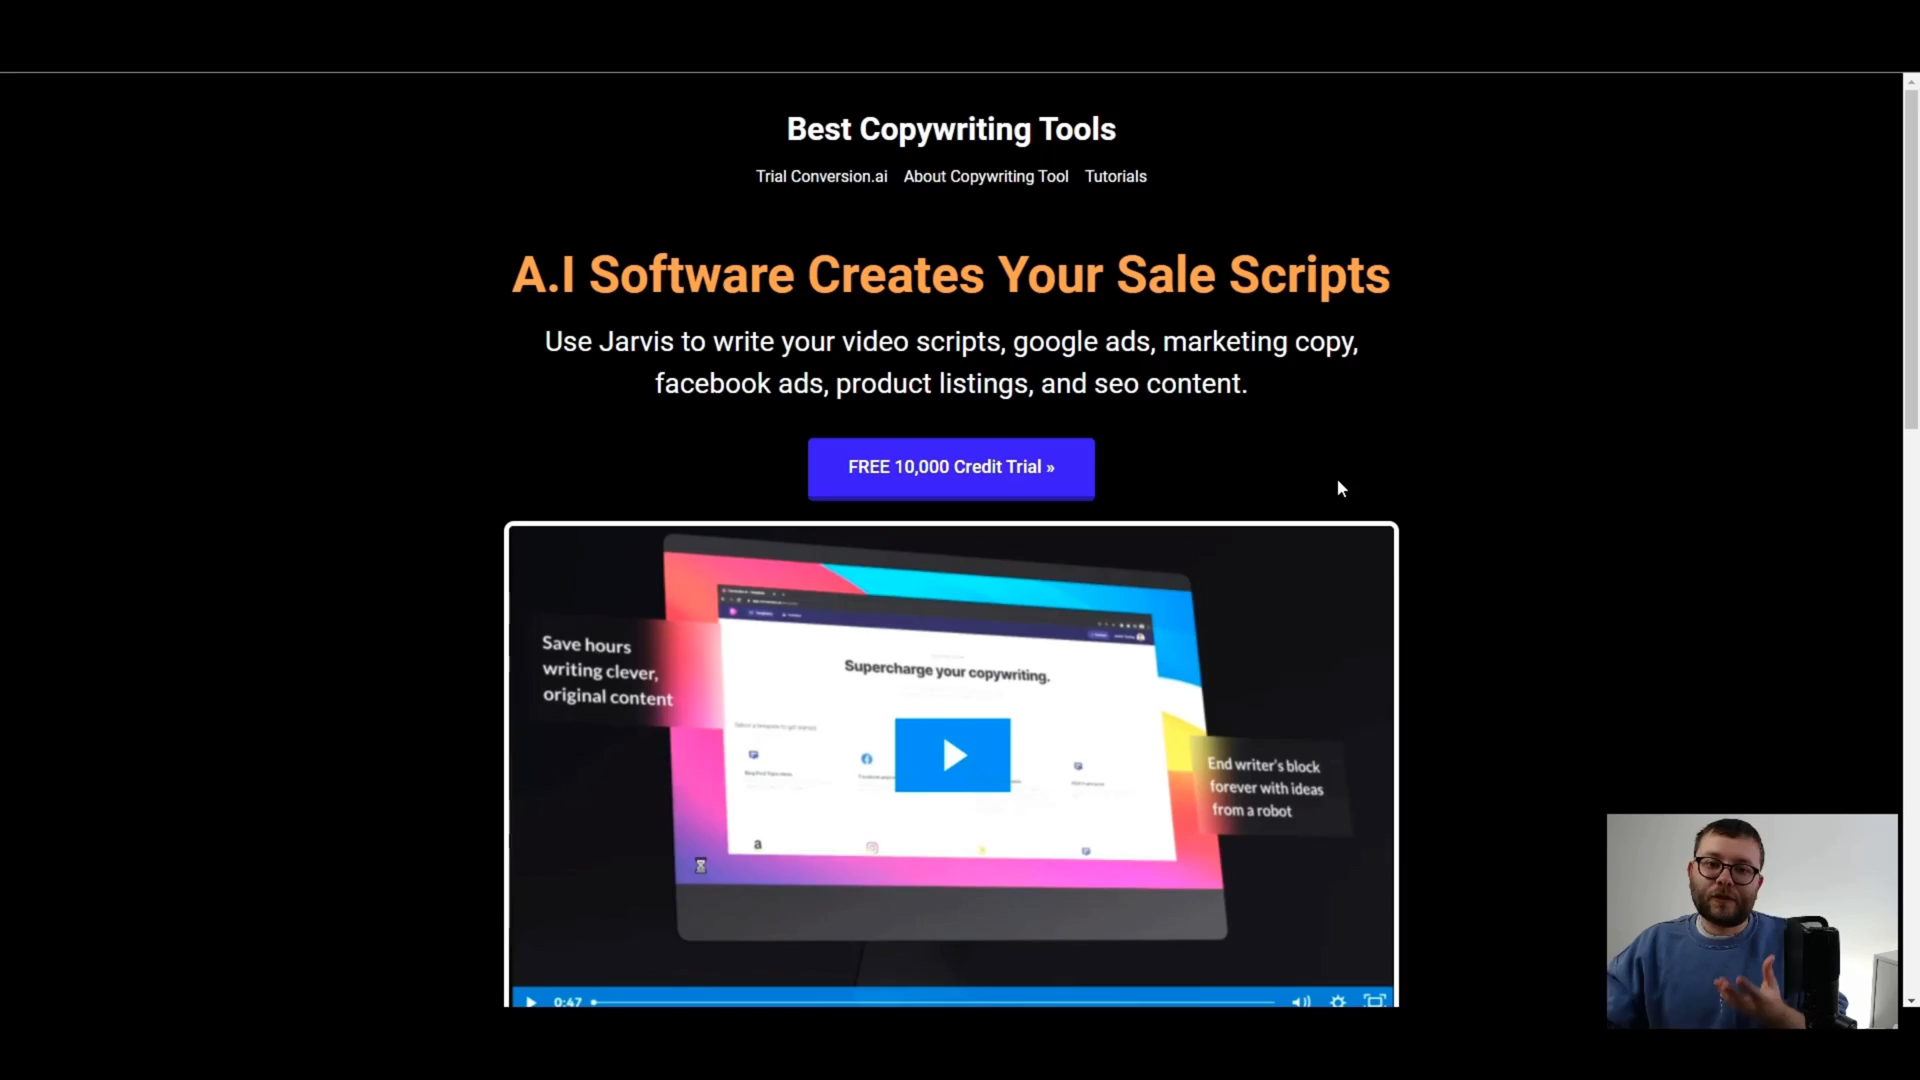 Best Copywriting Tools
Trial Conversion.ai About Copywriting Tool Tutorials
A.I Software Creates Your Sale Scripts
Use Jarvis to write your video scripts, google ads, marketing copy,
facebook ads, product listings, and seo content.
FREE 10,000 Credit Trial »
Save hours
writing clever,
original content
Supercharge your copywriting.
End writer's block
forever with ideas
from a robot
0:47